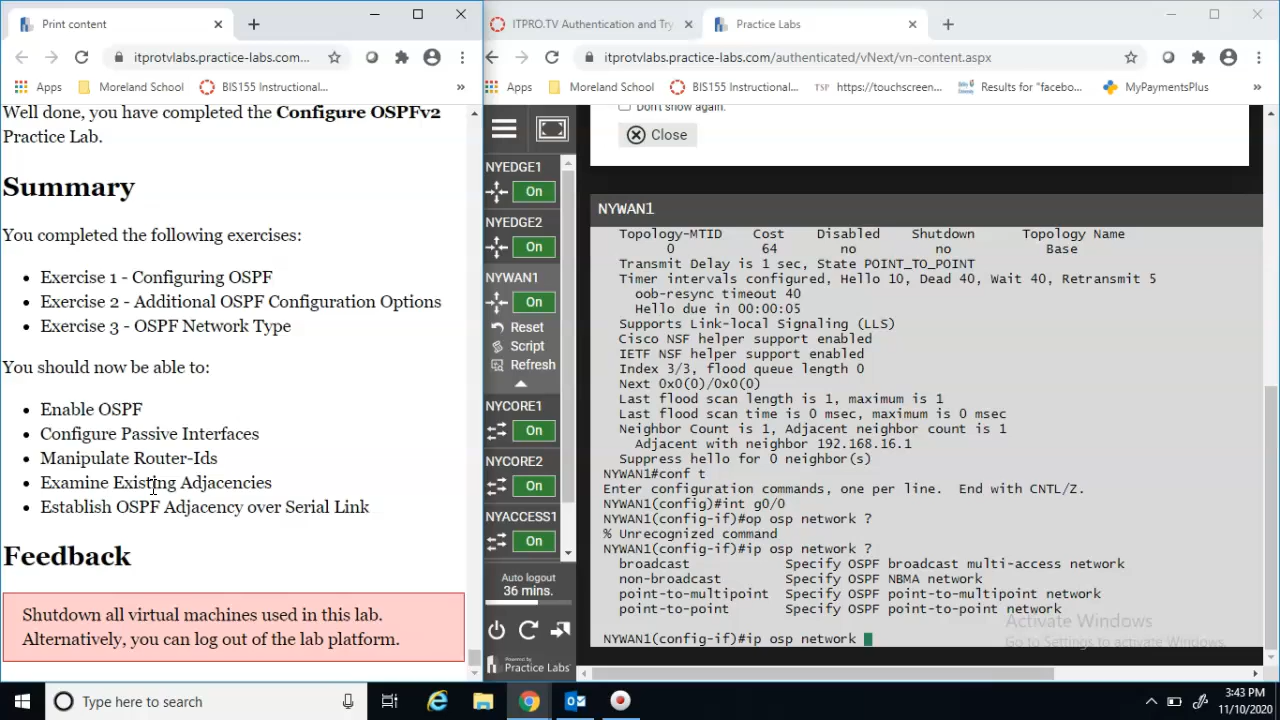 Print content
itprotvlabs.practice-labs.com...
Apps
Moreland School
BIS155 Instructional...
»
Well done, you have completed the Configure OSPFv2
Practice Lab.
Summary
You completed the following exercises:
• Exercise 1 - Configuring OSPF
• Exercise 2 - Additional OSPF Configuration Options
• Exercise 3 - OSPF Network Type
You should now be able to:
• Enable OSPF
• Configure Passive Interfaces
• Manipulate Router-Ids
• Examine Existing Adjacencies
• Establish OSPF Adjacency over Serial Link
Feedback
Shutdown all virtual machines used in this lab.
Alternatively, you can log out of the lab platform.
ITPRO.TV Authentication and Try
Practice Labs
itprotvlabs.practice-labs.com/authenticated/vNext/vn-content.aspx
Apps
Moreland School
BIS155 Instructional...
TSP https://touchscreen...
Results for "facebo...
MyPaymentsPlus
»
Don't show again.
Close
NYEDGE1
On
NYEDGE2
On
NYWAN1
On
Reset
Script
Refresh
NYCORE1
On
NYCORE2
On
NYACCESS1
On
Auto logout
36 mins.
Powered by
Practice Labs
NYWAN1
Topology-MTID Cost Disabled Shutdown Topology Name
0 64 no no Base
Transmit Delay is 1 sec, State POINT_TO_POINT
Timer intervals configured, Hello 10, Dead 40, Wait 40, Retransmit 5
oob-resync timeout 40
Hello due in 00:00:05
Supports Link-local Signaling (LLS)
Cisco NSF helper support enabled
IETF NSF helper support enabled
Index 3/3, flood queue length 0
Next 0x0(0)/0x0(0)
Last flood scan length is 1, maximum is 1
Last flood scan time is 0 msec, maximum is 0 msec
Neighbor Count is 1, Adjacent neighbor count is 1
Adjacent with neighbor 192.168.16.1
Suppress hello for 0 neighbor(s)
NYWAN1#conf t
Enter configuration commands, one per line. End with CNTL/Z.
NYWAN1(config)#int g0/0
NYWAN1(config-if)#op osp network ?
% Unrecognized command
NYWAN1(config-if)#ip osp network ?
broadcast Specify OSPF broadcast multi-access network
non-broadcast Specify OSPF NBMA network
point-to-multipoint Specify OSPF point-to-multipoint network
point-to-point Specify OSPF point-to-point network
NYWAN1(config-if)#ip osp network
Activate Windows
Go to Settings to activate Windows.
Type here to search
3:43 PM
11/10/2020